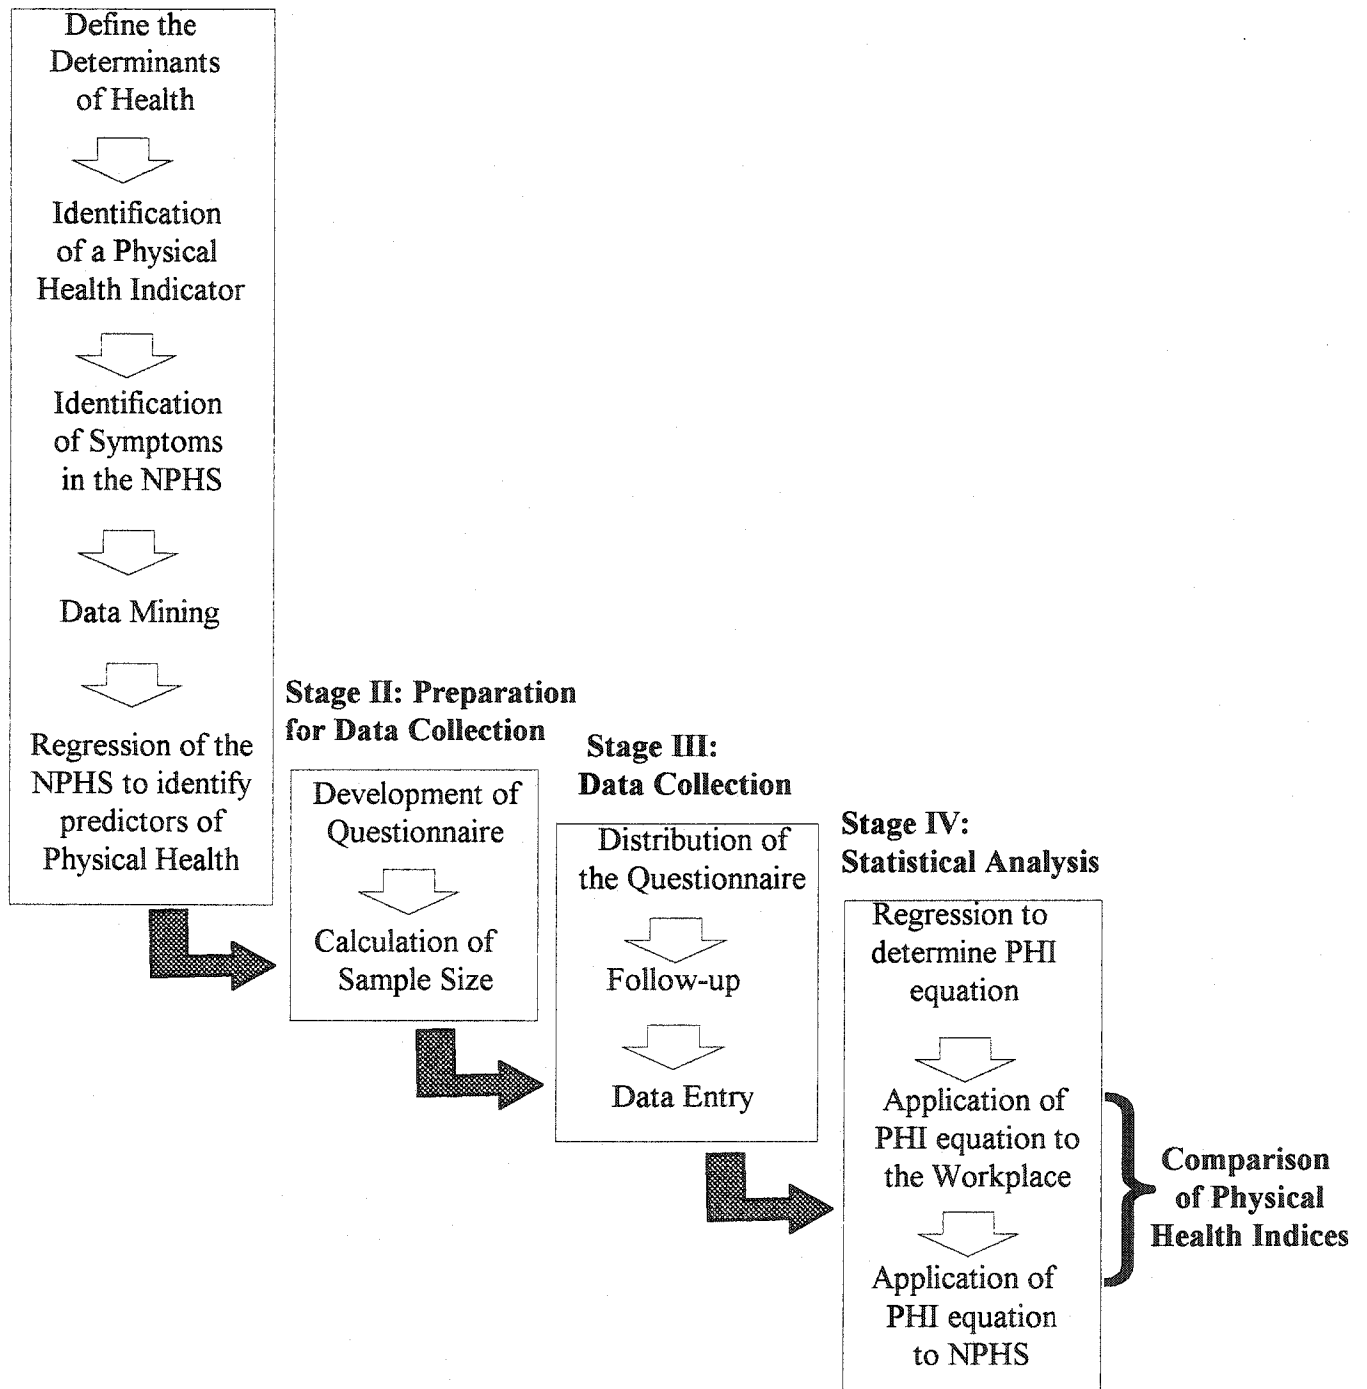 Define the
Determinants
of Health
Identification
of a Physical
Health Indicator
Identification
of Symptoms
in the NPHS
Data Mining
Regression of the
NPHS to identify
predictors of
Physical Health
Stage II: Preparation
for Data Collection
Development of
Questionnaire
Calculation of
Sample Size
Stage III:
Data Collection
Distribution of
the Questionnaire
Follow-up
Data Entry
Stage IV:
Statistical Analysis
Regression to
determine PHI
equation
Application of
PHI equation to
the Workplace
Application of
PHI equation
to NPHS
Comparison
of Physical
Health Indices